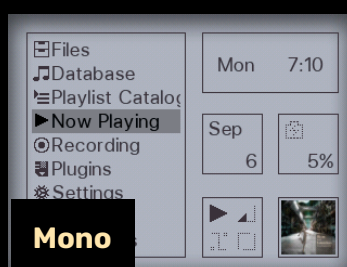 Files
Database
Playlist Catalog
Now Playing
Recording
Plugins
Settings
Mono
Mon 7:10
Sep
6
5%